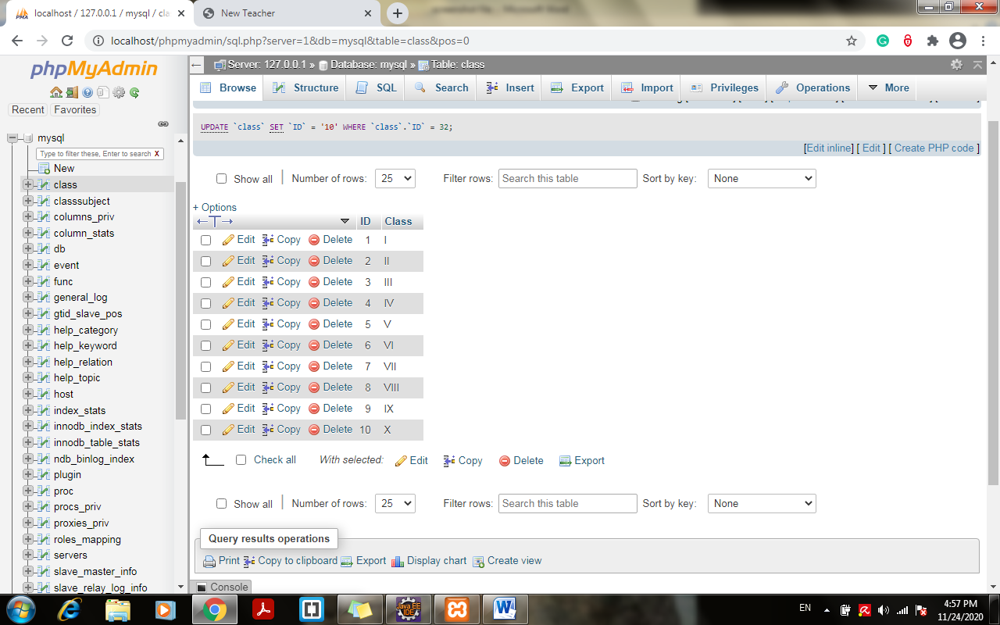 localhost / 127.0.0.1 / mysql / cla
New Teacher
localhost/phpmyadmin/sql.php?server=1&db=mysql&table=class&pos=0
phpMyAdmin
Recent Favorites
mysql
Type to filter these, Enter to search X
New
class
classsubject
columns_priv
column_stats
db
event
func
general_log
gtid_slave_pos
help_category
help_keyword
help_relation
help_topic
host
index_stats
innodb_index_stats
innodb_table_stats
ndb_binlog_index
plugin
proc
procs_priv
proxies_priv
roles_mapping
servers
slave_master_info
slave_relay_log_info
Server: 127.0.0.1 » Database: mysql » Table: class
Browse Structure SQL Search Insert Export Import Privileges Operations More
UPDATE `class` SET `ID` = '10' WHERE `class`.`ID` = 32;
[Edit inline] [ Edit ] [ Create PHP code ]
Show all Number of rows: 25 Filter rows: Search this table Sort by key: None
+ Options
ID Class
Edit Copy Delete 1 I
Edit Copy Delete 2 II
Edit Copy Delete 3 III
Edit Copy Delete 4 IV
Edit Copy Delete 5 V
Edit Copy Delete 6 VI
Edit Copy Delete 7 VII
Edit Copy Delete 8 VIII
Edit Copy Delete 9 IX
Edit Copy Delete 10 X
Check all With selected: Edit Copy Delete Export
Show all Number of rows: 25 Filter rows: Search this table Sort by key: None
Query results operations
Print Copy to clipboard Export Display chart Create view
Console
Java EE
IDE
EN
4:57 PM
11/24/2020